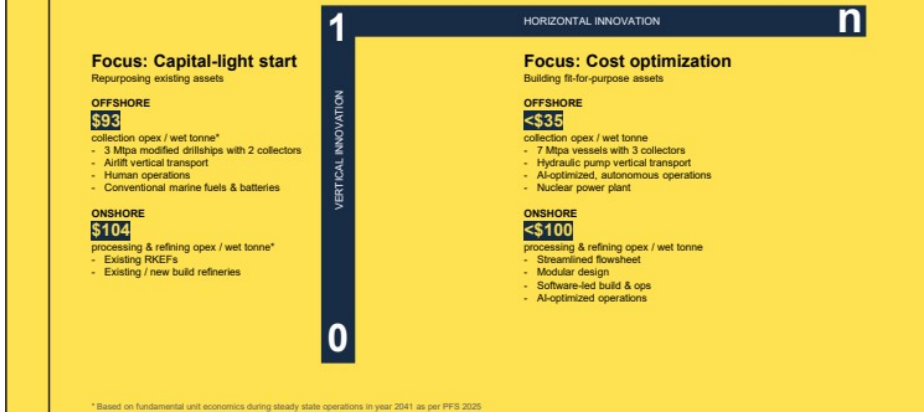 1
HORIZONTAL INNOVATION
n
VERTICAL INNOVATION
0
Focus: Capital-light start
Repurposing existing assets
OFFSHORE
$93
collection opex / wet tonne*
- 3 Mtpa modified drillships with 2 collectors
- Airlift vertical transport
- Human operations
- Conventional marine fuels & batteries
ONSHORE
$104
processing & refining opex / wet tonne*
- Existing RKEFs
- Existing / new build refineries
Focus: Cost optimization
Building fit-for-purpose assets
OFFSHORE
<$35
collection opex / wet tonne
- 7 Mtpa vessels with 3 collectors
- Hydraulic pump vertical transport
- AI-optimized, autonomous operations
- Nuclear power plant
ONSHORE
<$100
processing & refining opex / wet tonne
- Streamlined flowsheet
- Modular design
- Software-led build & ops
- AI-optimized operations
* Based on fundamental unit economics during steady state operations in year 2041 as per PFS 2025